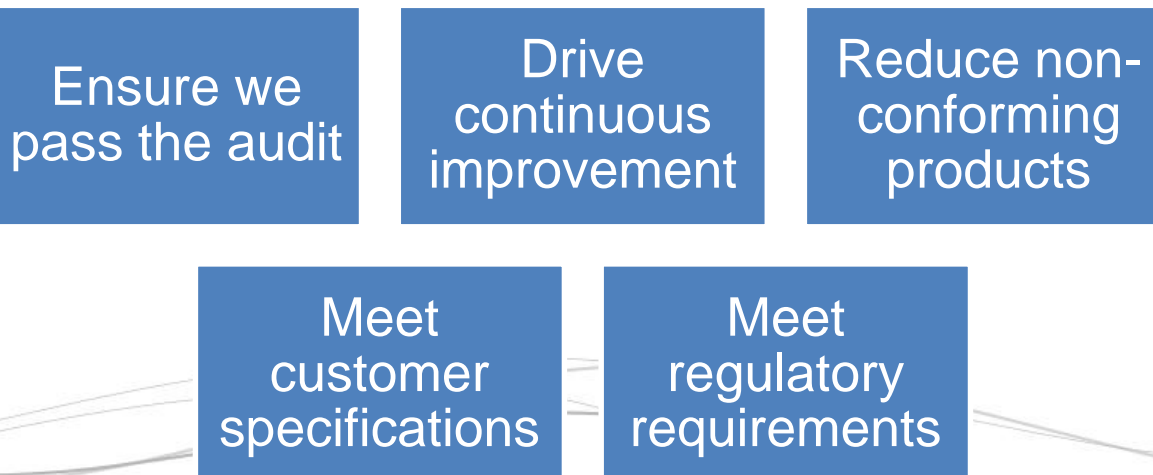 Ensure we
pass the audit
Drive
continuous
improvement
Reduce non-
conforming
products
Meet
customer
specifications
Meet
regulatory
requirements